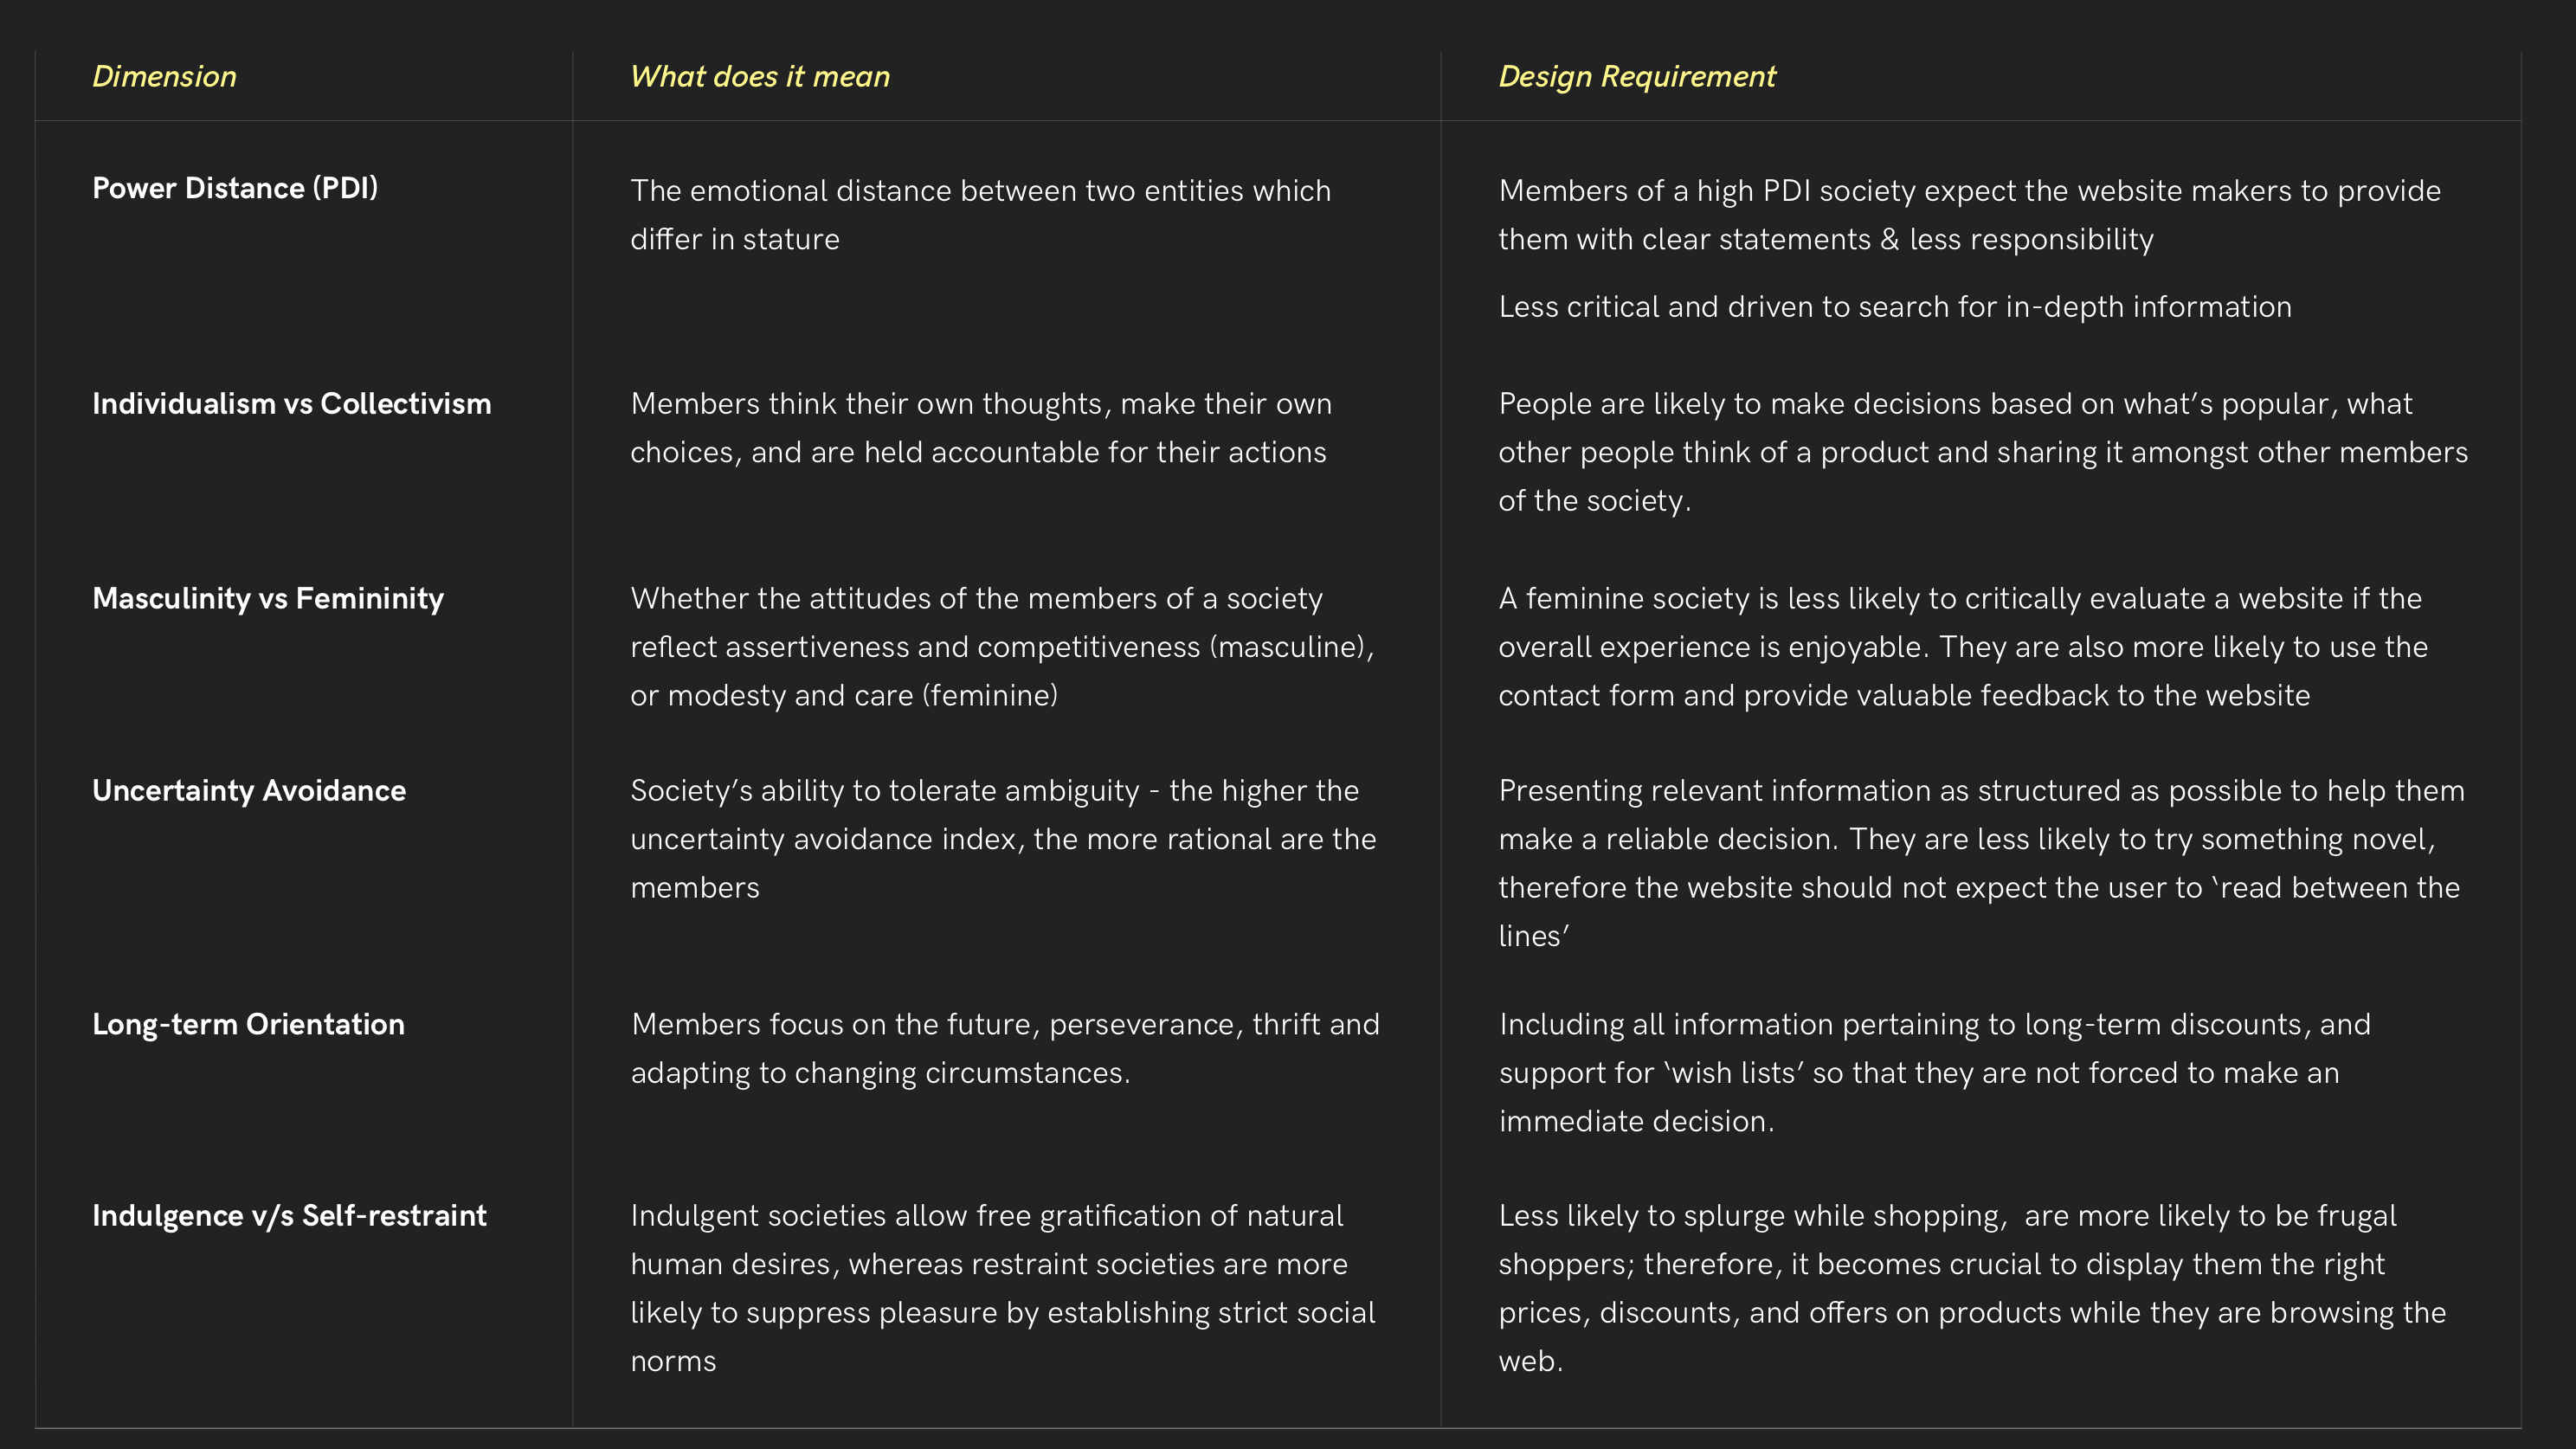 Dimension
What does it mean
Design Requirement
Power Distance (PDI)
The emotional distance between two entities which
differ in stature
Members of a high PDI society expect the website makers to provide
them with clear statements & less responsibility
Less critical and driven to search for in-depth information
Individualism vs Collectivism
Members think their own thoughts, make their own
choices, and are held accountable for their actions
People are likely to make decisions based on what’s popular, what
other people think of a product and sharing it amongst other members
of the society.
Masculinity vs Femininity
Whether the attitudes of the members of a society
reflect assertiveness and competitiveness (masculine),
or modesty and care (feminine)
A feminine society is less likely to critically evaluate a website if the
overall experience is enjoyable. They are also more likely to use the
contact form and provide valuable feedback to the website
Uncertainty Avoidance
Society’s ability to tolerate ambiguity - the higher the
uncertainty avoidance index, the more rational are the
members
Presenting relevant information as structured as possible to help them
make a reliable decision. They are less likely to try something novel,
therefore the website should not expect the user to ‘read between the
lines’
Long-term Orientation
Members focus on the future, perseverance, thrift and
adapting to changing circumstances.
Including all information pertaining to long-term discounts, and
support for ‘wish lists’ so that they are not forced to make an
immediate decision.
Indulgence v/s Self-restraint
Indulgent societies allow free gratification of natural
human desires, whereas restraint societies are more
likely to suppress pleasure by establishing strict social
norms
Less likely to splurge while shopping,  are more likely to be frugal
shoppers; therefore, it becomes crucial to display them the right
prices, discounts, and offers on products while they are browsing the
web.